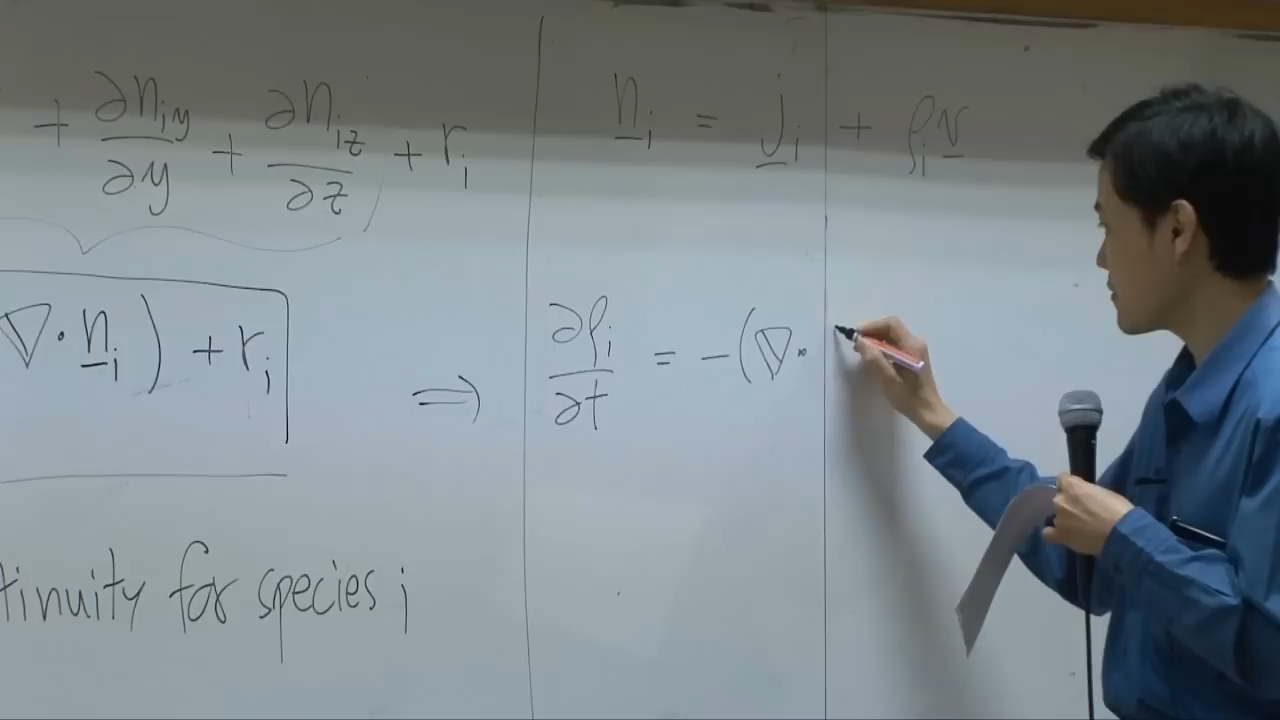 + ∂n_iy/∂y + ∂n_iz/∂z + r_i
∇·n_i) + r_i
tinuity for species i
n_i = j_i + ρ_i v
⇒ ∂ρ_i/∂t = -(∇·